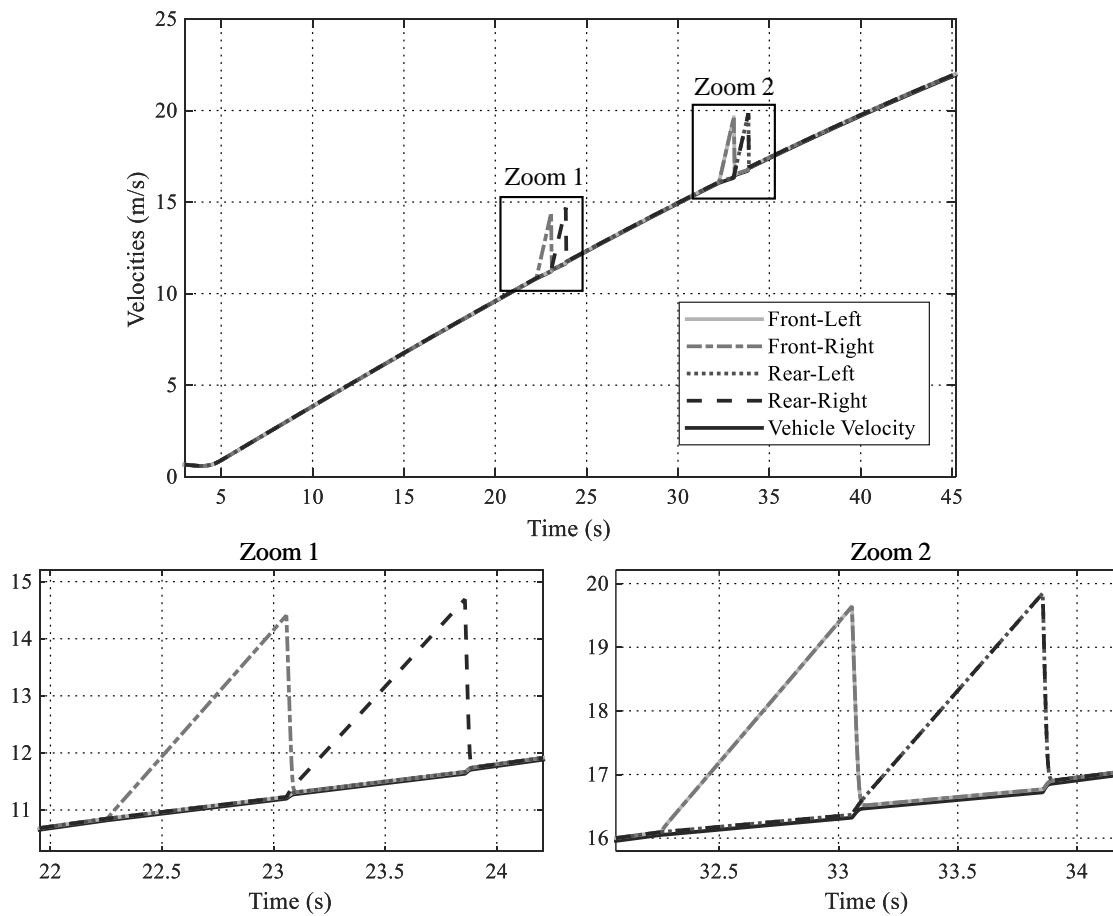 25
20
15
10
5
0
Velocities (m/s)
Zoom 1
Zoom 2
Front-Left
Front-Right
Rear-Left
Rear-Right
Vehicle Velocity
5 10 15 20 25 30 35 40 45
Time (s)
Zoom 1
15
14
13
12
11
22 22.5 23 23.5 24
Time (s)
Zoom 2
20
19
18
17
16
32.5 33 33.5 34
Time (s)